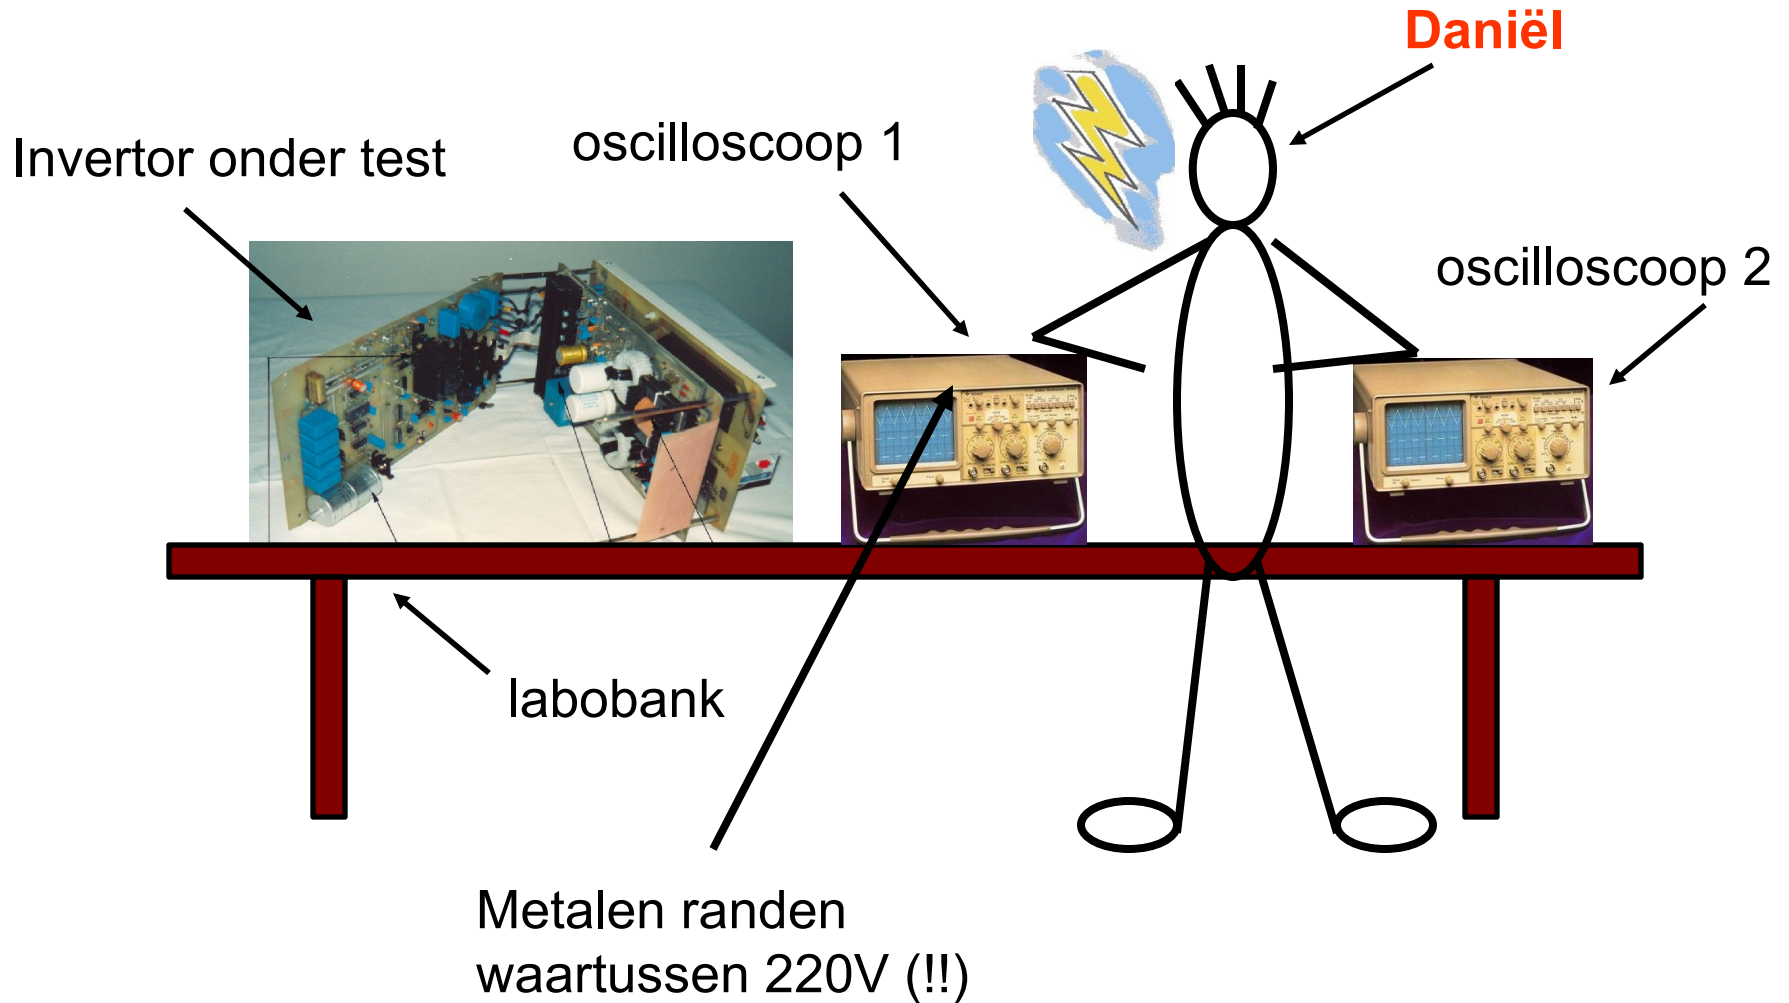 Daniël
Invertor onder test
oscilloscoop 1
oscilloscoop 2
labobank
Metalen randen
waartussen 220V (!!)